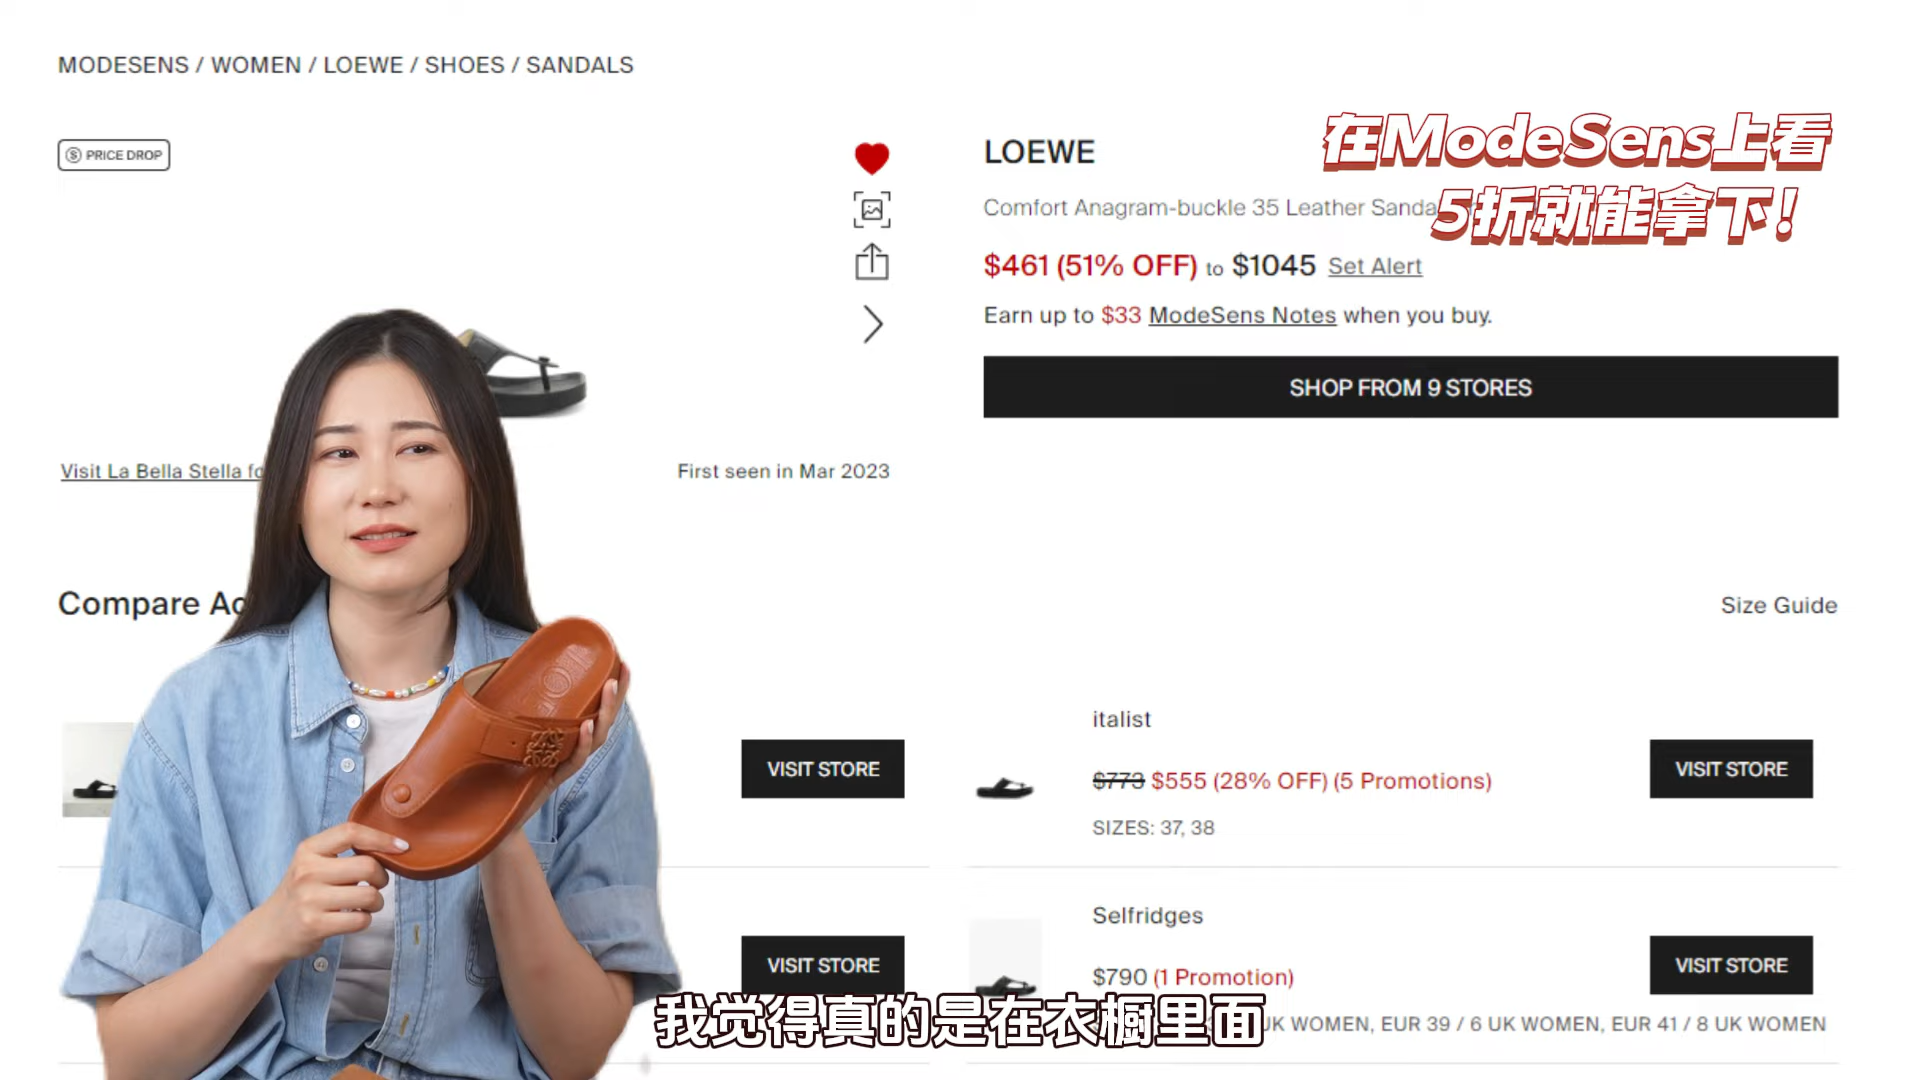 MODESENS / WOMEN / LOEWE / SHOES / SANDALS
PRICE DROP
在ModeSens上看
5折就能拿下！
LOEWE
Comfort Anagram-buckle 35 Leather
$461 (51% OFF) to $1045 Set Alert
Earn up to $33 ModeSens Notes when you buy.
SHOP FROM 9 STORES
Visit La Bella Stella
First seen in Mar 2023
Compare
Size Guide
VISIT STORE
italist
$773 $555 (28% OFF) (5 Promotions)
SIZES: 37, 38
VISIT STORE
VISIT STORE
Selfridges
$790 (1 Promotion)
UK WOMEN, EUR 39 / 6 UK WOMEN, EUR 41 / 8 UK WOMEN
VISIT STORE
我觉得真的是在衣橱里面